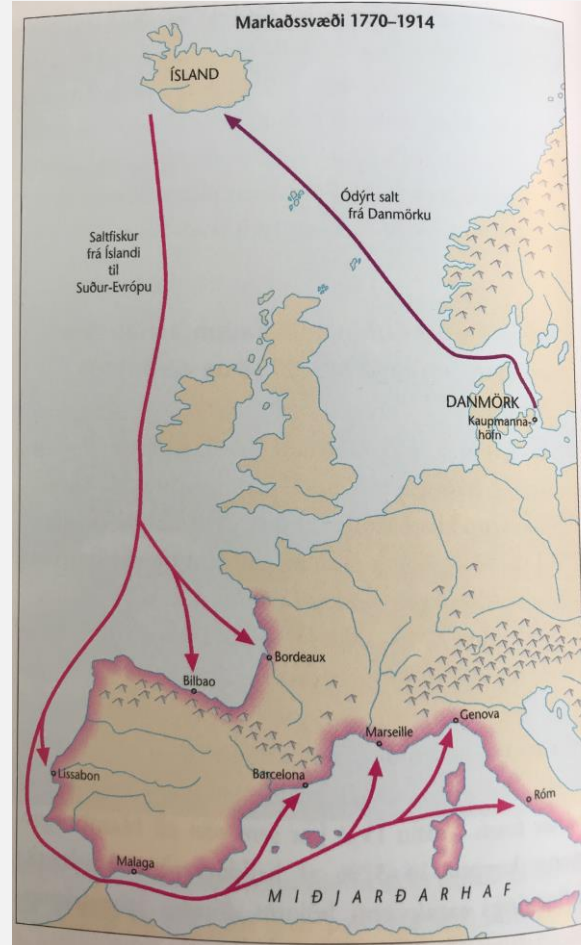 Markaðssvæði 1770–1914
ÍSLAND
Ódýrt salt
frá Danmörku
Saltfiskur
frá Íslandi
til
Suður-Evrópu
DANMÖRK
Kaupmanna-
höfn
Bordeaux
Bilbao
Genova
Marseille
Lissabon
Barcelona
Róm
Malaga
MIÐJARÐARHAF